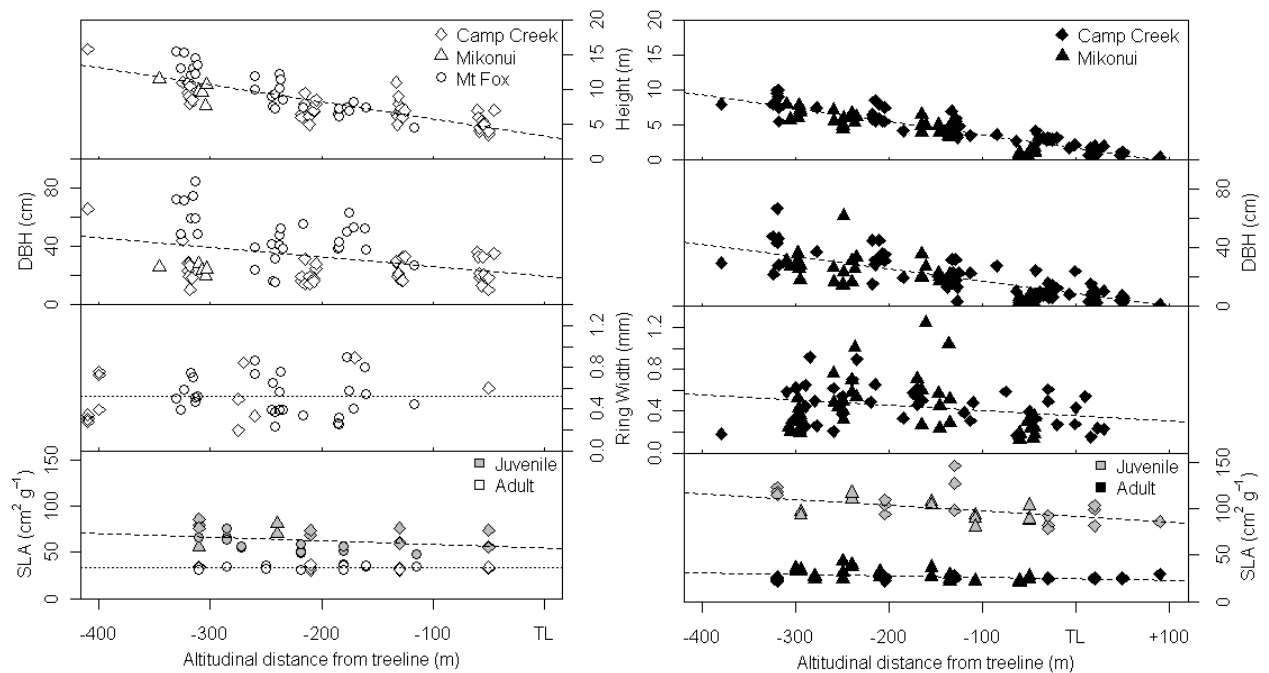 20
15
10
5
0
Height (m)
Camp Creek
Mikonui
Mt Fox
Camp Creek
Mikonui
20
15
10
5
0
Height (m)
80
40
0
DBH (cm)
80
40
0
DBH (cm)
1.2
0.8
0.4
0.0
Ring Width (mm)
1.2
0.8
0.4
0.0
150
100
50
0
SLA (cm² g⁻¹)
Juvenile
Adult
Juvenile
Adult
150
100
50
0
SLA (cm² g⁻¹)
-400 -300 -200 -100 TL
Altitudinal distance from treeline (m)
-400 -300 -200 -100 TL +100
Altitudinal distance from treeline (m)